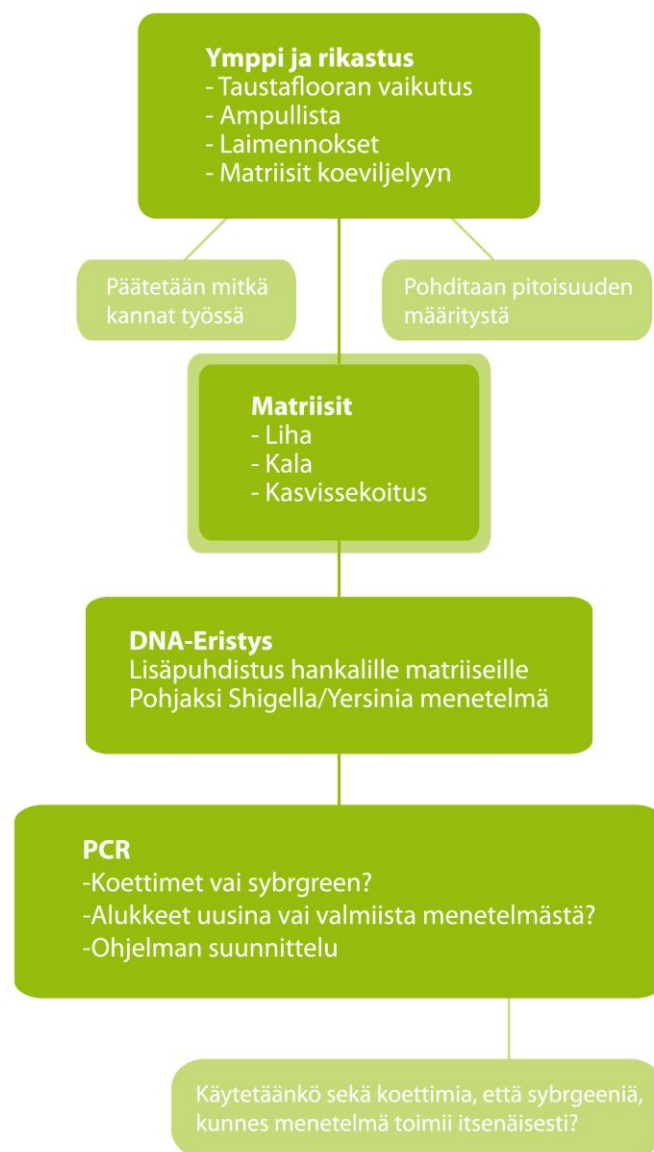 Ymppi ja rikastus
- Taustaflooran vaikutus
- Ampullista
- Laimennokset
- Matriisit koeviljelyyn
Päätetään mitkä
kannat työssä
Pohditaan pitoisuuden
määritystä
Matriisit
- Liha
- Kala
- Kasvissekoitus
DNA-Eristys
Lisäpuhdistus hankalille matriiseille
Pohjaksi Shigella/Yersinia menetelmä
PCR
-Koettimet vai sybrgreen?
-Alukkeet uusina vai valmiista menetelmästä?
-Ohjelman suunnittelu
Käytetäänkö sekä koettimia, että sybrgeeniä,
kunnes menetelmä toimii itsenäisesti?